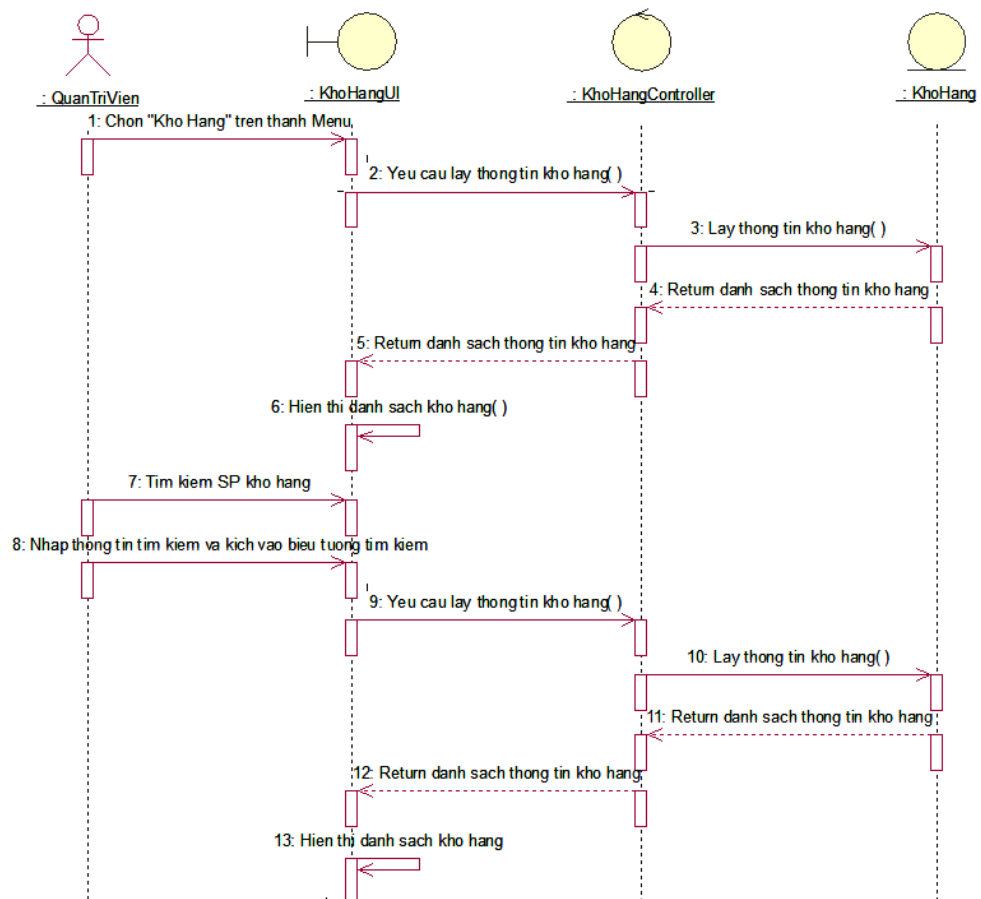 : QuanTriVien
: KhoHangUI
: KhoHangController
: KhoHang
1: Chon "Kho Hang" tren thanh Menu
2: Yeu cau lay thong tin kho hang( )
3: Lay thong tin kho hang( )
4: Return danh sach thong tin kho hang
5: Return danh sach thong tin kho hang
6: Hien thi danh sach kho hang( )
7: Tim kiem SP kho hang
8: Nhap thong tin tim kiem va kich vao bieu tuong tim kiem
9: Yeu cau lay thong tin kho hang( )
10: Lay thong tin kho hang( )
11: Return danh sach thong tin kho hang
12: Return danh sach thong tin kho hang
13: Hien thi danh sach kho hang